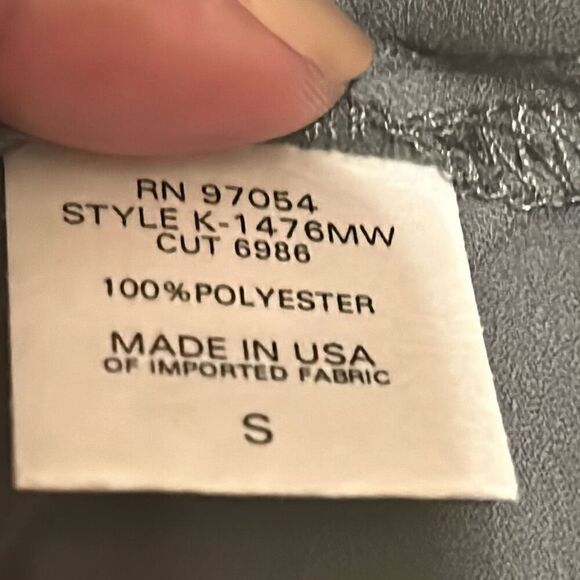 RN 97054
STYLE K-1476MW
CUT 6986
100%POLYESTER
MADE IN USA
OF IMPORTED FABRIC
S